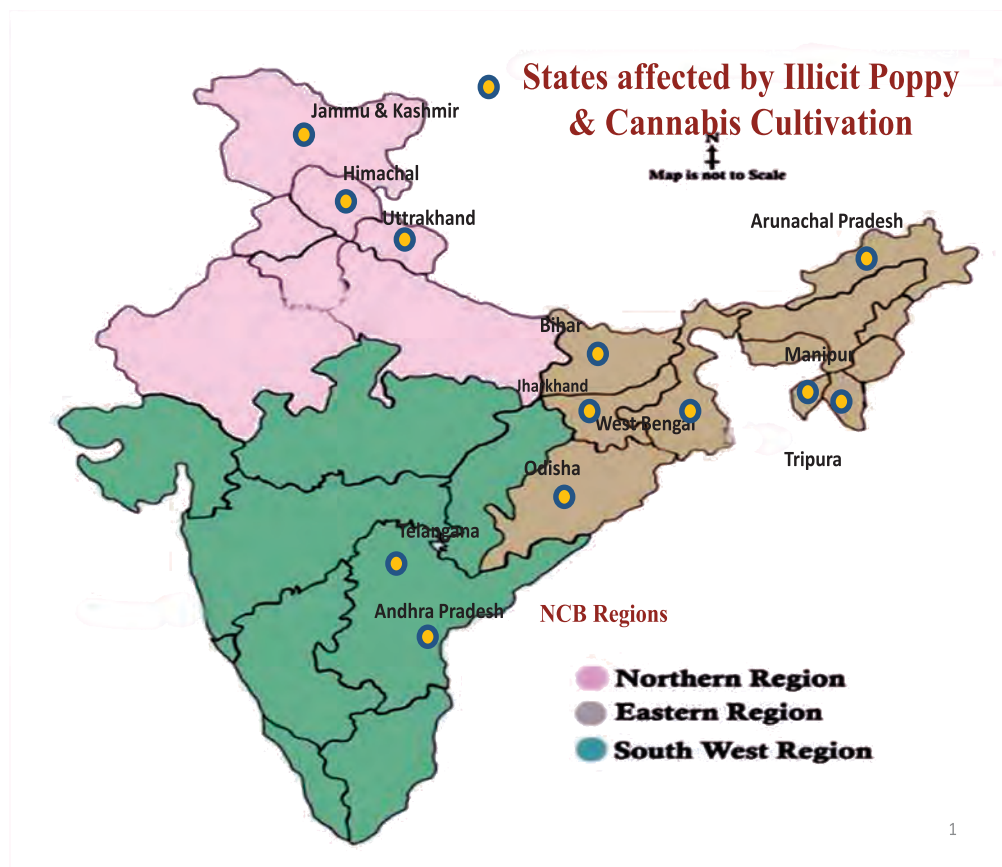 States affected by Illicit Poppy
& Cannabis Cultivation
N
Map is not to Scale
Jammu & Kashmir
Himachal
Uttrakhand
Arunachal Pradesh
Bihar
Manipur
Jharkhand
West Bengal
Tripura
Odisha
Telangana
Andhra Pradesh
NCB Regions
Northern Region
Eastern Region
South West Region
1